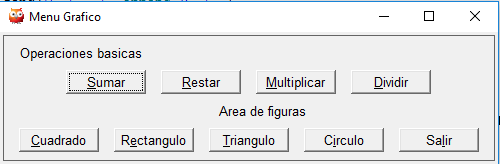 Menu Grafico
Operaciones basicas
Sumar Restar Multiplicar Dividir
Area de figuras
Cuadrado Rectangulo Triangulo Circulo Salir